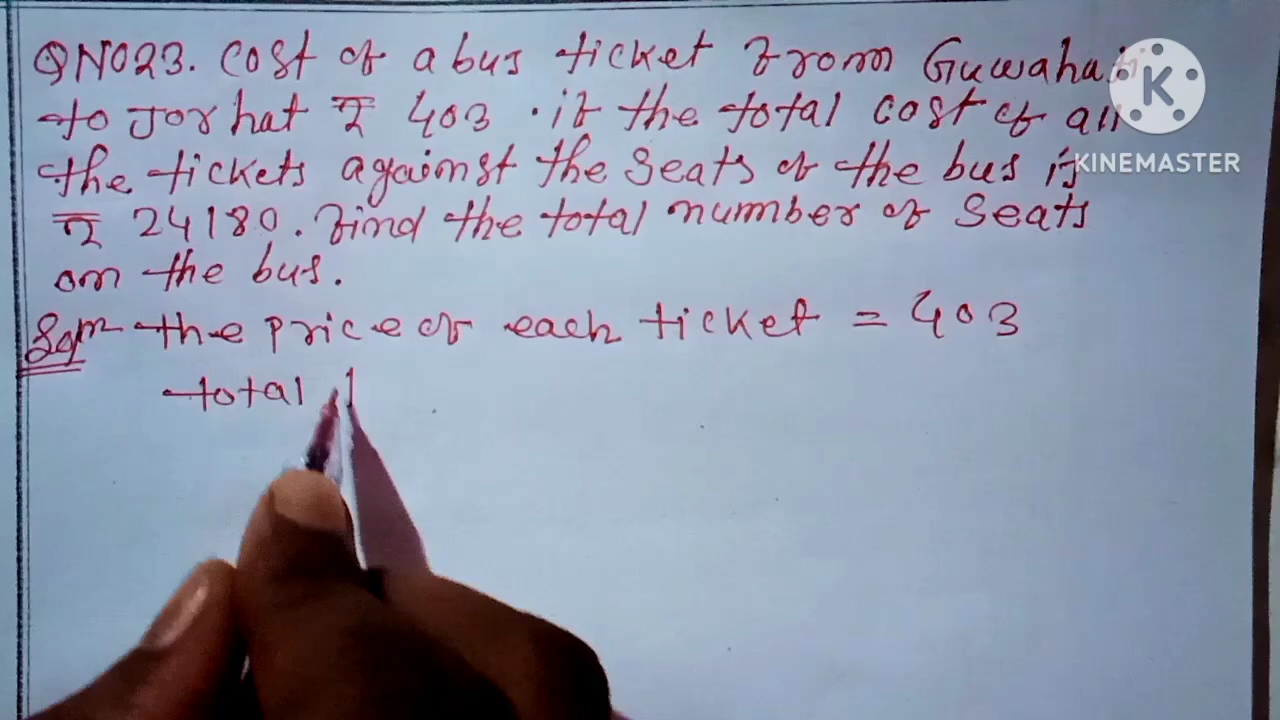 QNO23. Cost of a bus ticket From Guwahati
to Jorhat ₹ 403 . if the total cost of all
the tickets against the seats of the bus is
₹ 24180. Find the total number of seats
on the bus.
Solⁿ the price of each ticket = 403
total
K
KINEMASTER